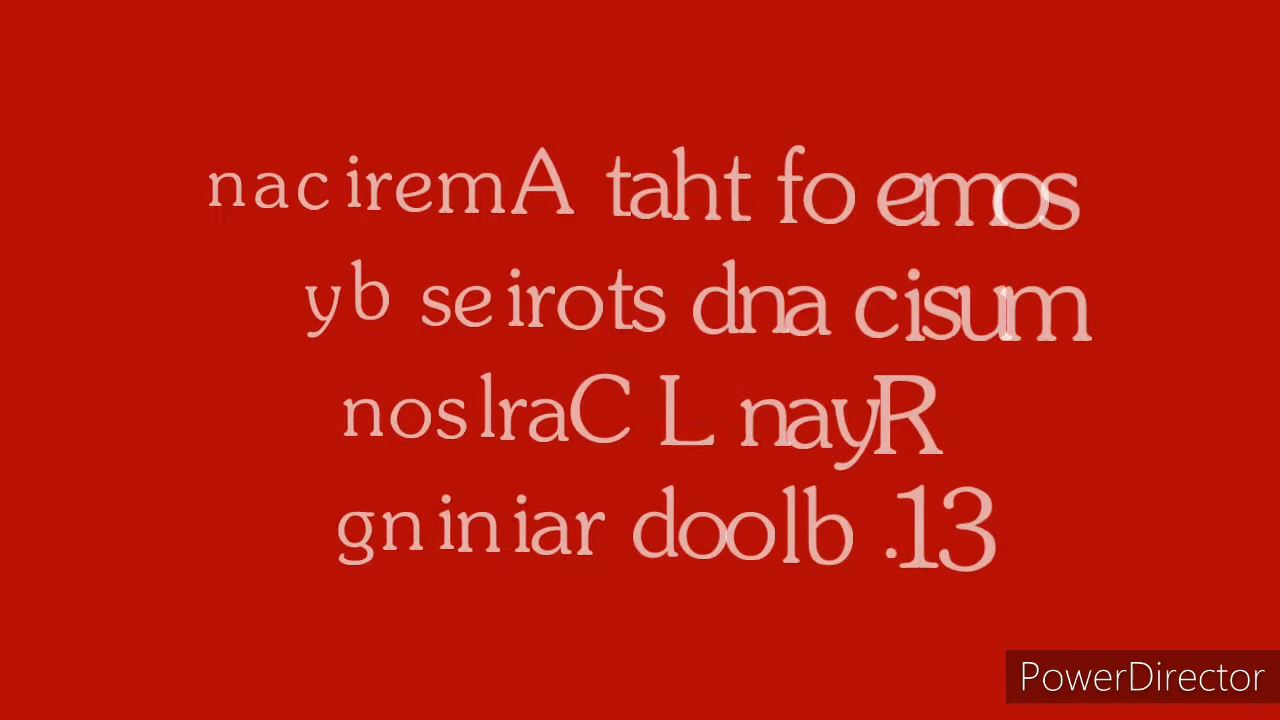 naciremA taht fo emos
yb seirots dna cisum
noslraC L nayR
gniniar doolb .13
PowerDirector